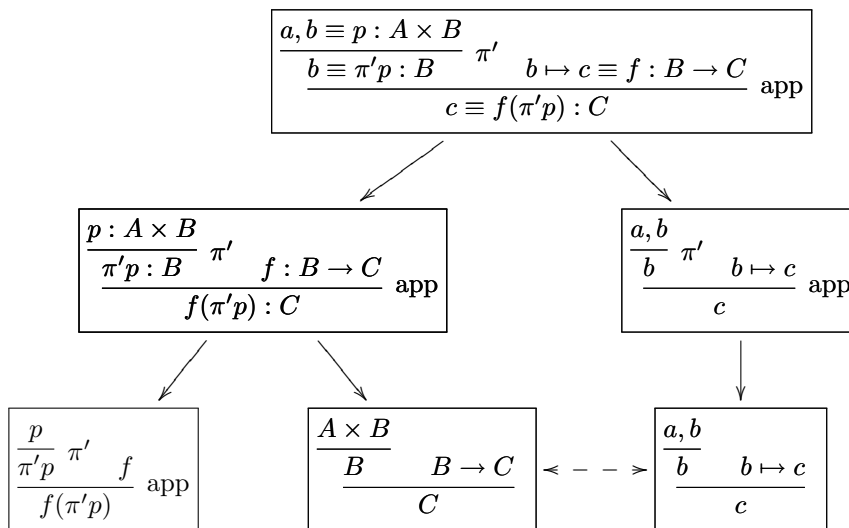 a, b ≡ p : A × B
π′
b ≡ π′p : B
b ↦ c ≡ f : B → C
app
c ≡ f(π′p) : C
p : A × B
π′
π′p : B
f : B → C
app
f(π′p) : C
a, b
π′
b
b ↦ c
app
c
p
π′
π′p
f
app
f(π′p)
A × B
B
B → C
C
a, b
b
b ↦ c
c